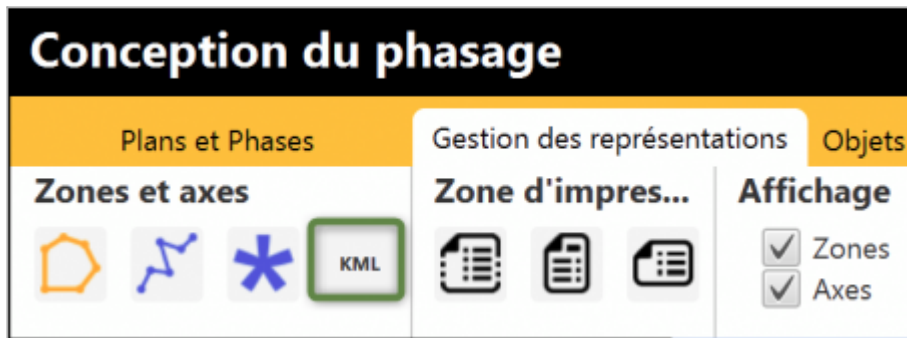 Conception du phasage
Plans et Phases
Gestion des représentations
Objets
Zones et axes
Zone d'impres...
Affichage
KML
Zones
Axes